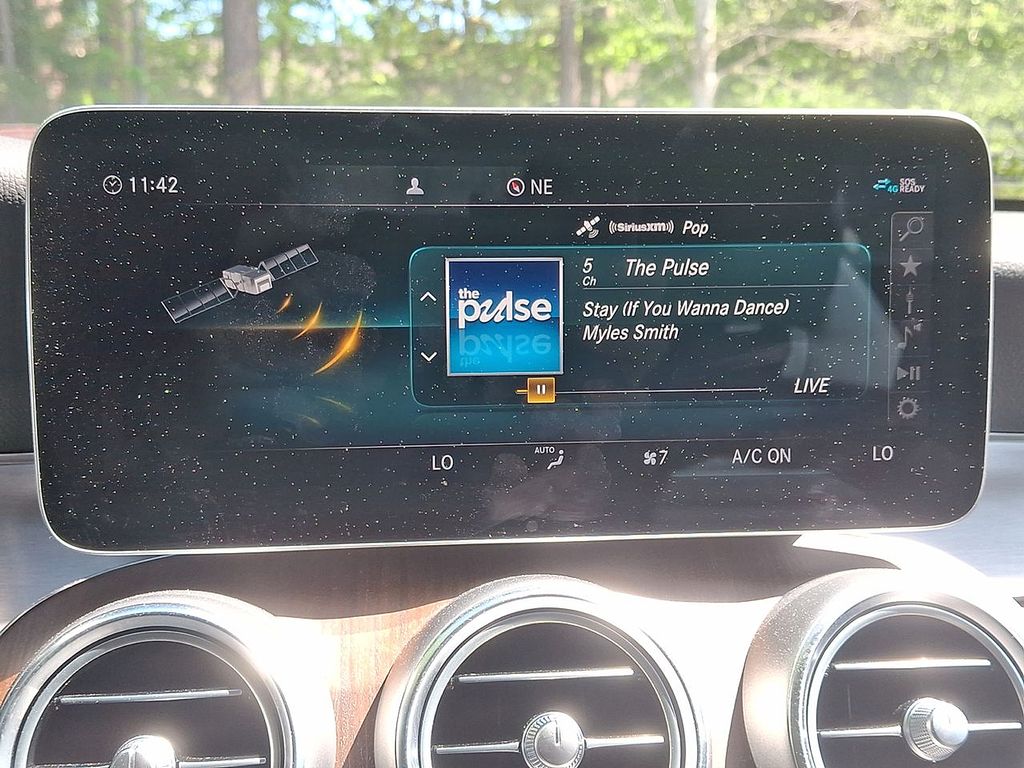 11:42
NE
4G
SOS
READY
((SiriusXM)) Pop
5
Ch
The Pulse
the
pulse
Stay (If You Wanna Dance)
Myles Smith
LIVE
LO
AUTO
7
A/C ON
LO